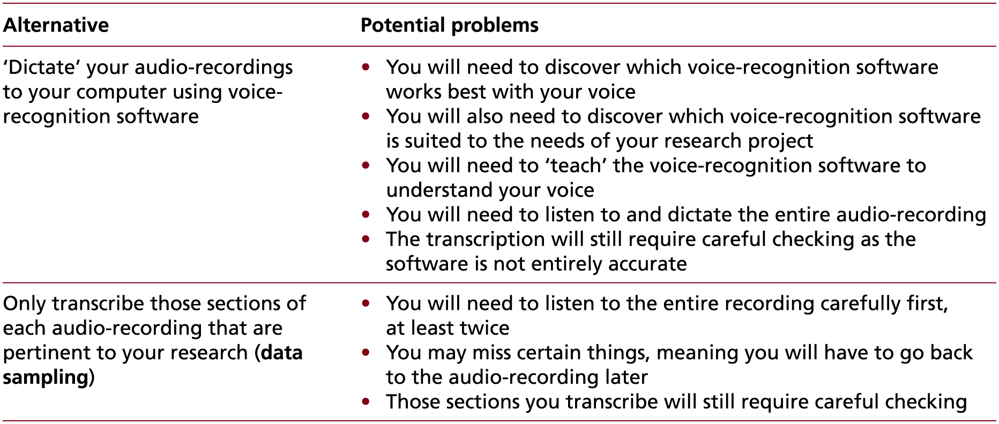 Alternative
Potential problems
‘Dictate’ your audio-recordings
to your computer using voice-
recognition software
• You will need to discover which voice-recognition software
works best with your voice
• You will also need to discover which voice-recognition software
is suited to the needs of your research project
• You will need to ‘teach’ the voice-recognition software to
understand your voice
• You will need to listen to and dictate the entire audio-recording
• The transcription will still require careful checking as the
software is not entirely accurate
Only transcribe those sections of
each audio-recording that are
pertinent to your research (data
sampling)
• You will need to listen to the entire recording carefully first,
at least twice
• You may miss certain things, meaning you will have to go back
to the audio-recording later
• Those sections you transcribe will still require careful checking